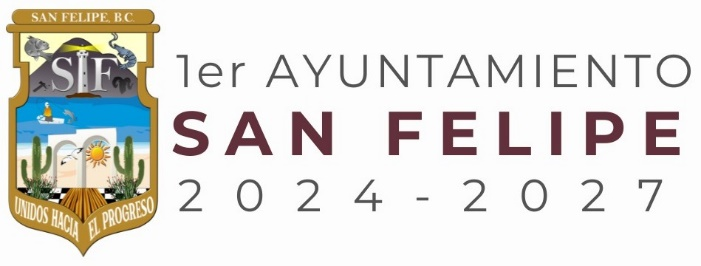 SAN FELIPE, B.C.
SF
UNIDOS HACIA EL PROGRESO
1er AYUNTAMIENTO
SAN FELIPE
2024-2027